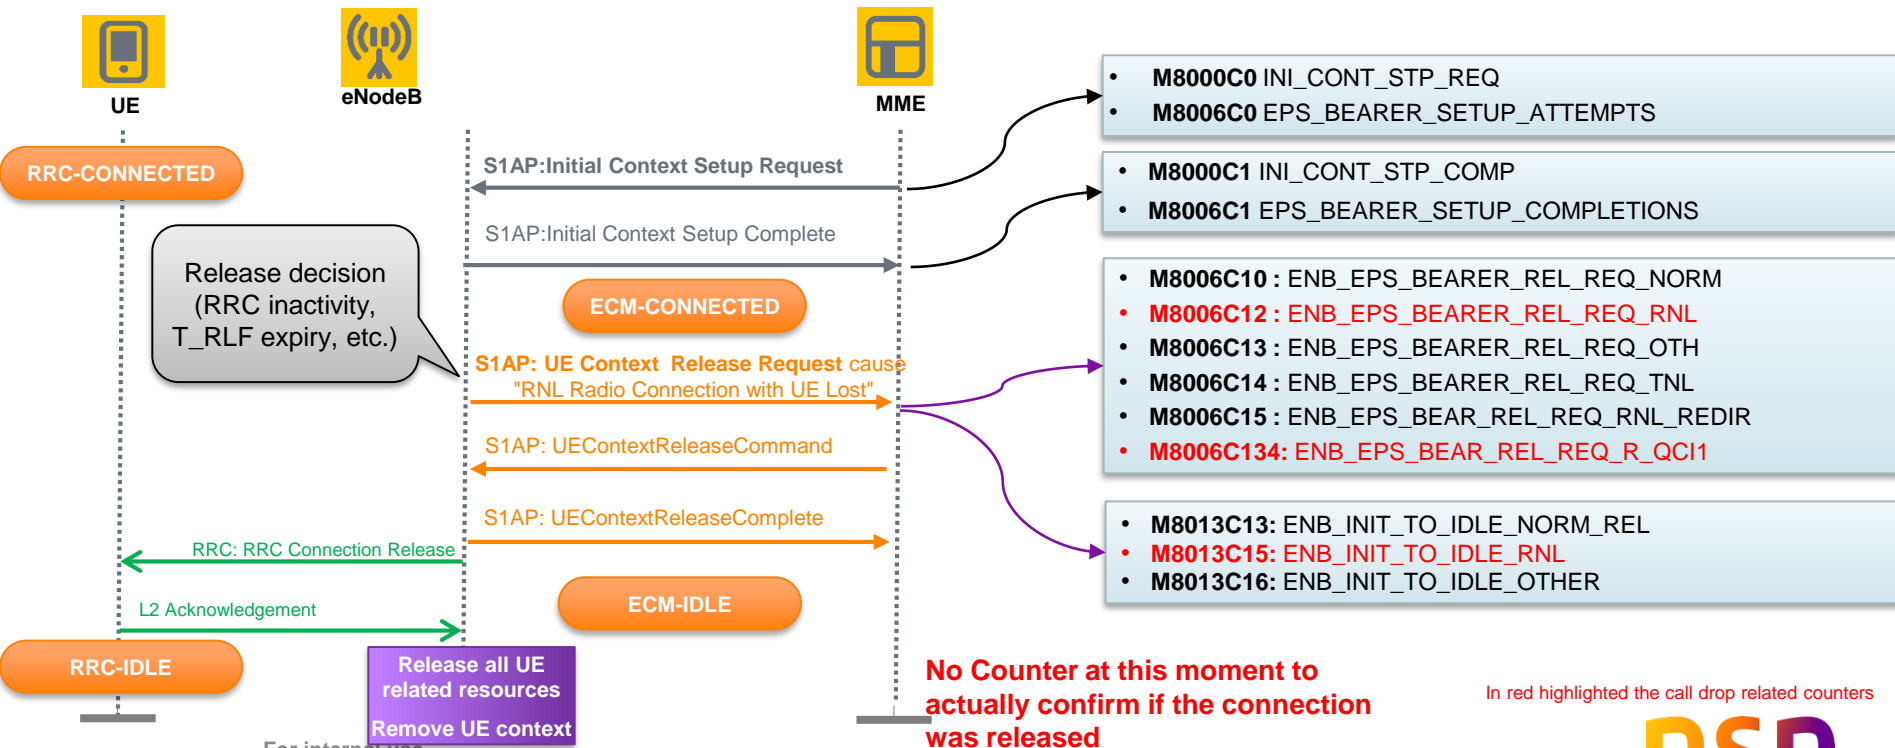 UE
eNodeB
MME
RRC-CONNECTED
S1AP:Initial Context Setup Request
S1AP:Initial Context Setup Complete
Release decision
(RRC inactivity,
T_RLF expiry, etc.)
ECM-CONNECTED
S1AP: UE Context Release Request cause
"RNL Radio Connection with UE Lost"
S1AP: UEContextReleaseCommand
S1AP: UEContextReleaseComplete
RRC: RRC Connection Release
ECM-IDLE
L2 Acknowledgement
RRC-IDLE
Release all UE
related resources
Remove UE context
• M8000C0 INI_CONT_STP_REQ
• M8006C0 EPS_BEARER_SETUP_ATTEMPTS
• M8000C1 INI_CONT_STP_COMP
• M8006C1 EPS_BEARER_SETUP_COMPLETIONS
• M8006C10 : ENB_EPS_BEARER_REL_REQ_NORM
• M8006C12 : ENB_EPS_BEARER_REL_REQ_RNL
• M8006C13 : ENB_EPS_BEARER_REL_REQ_OTH
• M8006C14 : ENB_EPS_BEARER_REL_REQ_TNL
• M8006C15 : ENB_EPS_BEAR_REL_REQ_RNL_REDIR
• M8006C134: ENB_EPS_BEAR_REL_REQ_R_QCI1
• M8013C13: ENB_INIT_TO_IDLE_NORM_REL
• M8013C15: ENB_INIT_TO_IDLE_RNL
• M8013C16: ENB_INIT_TO_IDLE_OTHER
No Counter at this moment to
actually confirm if the connection
was released
In red highlighted the call drop related counters
For internal use